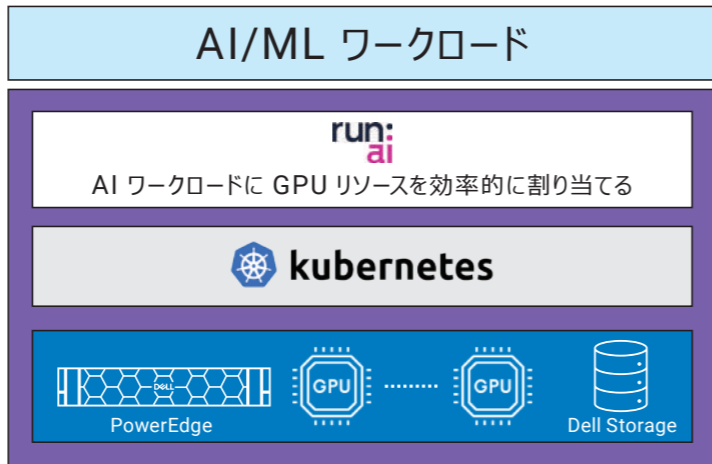 AI/ML ワークロード
run:
ai
AI ワークロードに GPU リソースを効率的に割り当てる
kubernetes
DELL
GPU ......... GPU
PowerEdge
Dell Storage